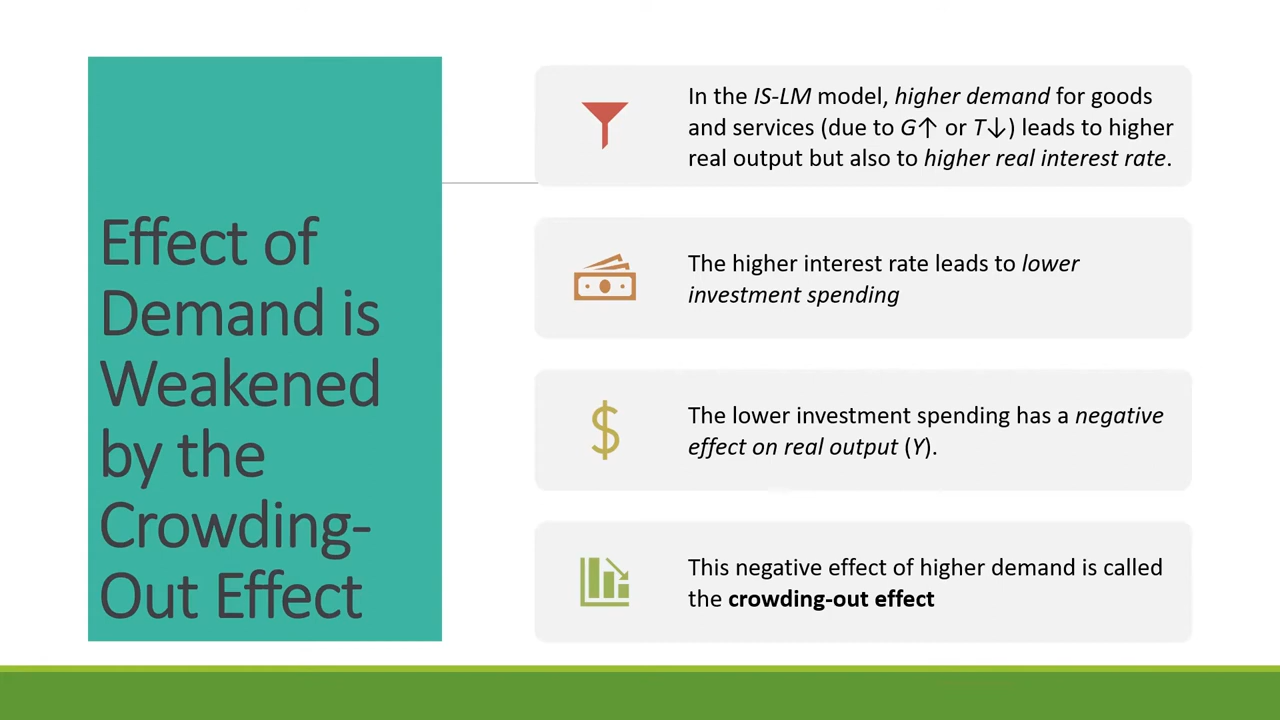 Effect of
Demand is
Weakened
by the
Crowding-
Out Effect
In the IS-LM model, higher demand for goods
and services (due to G↑ or T↓) leads to higher
real output but also to higher real interest rate.
The higher interest rate leads to lower
investment spending
The lower investment spending has a negative
effect on real output (Y).
This negative effect of higher demand is called
the crowding-out effect